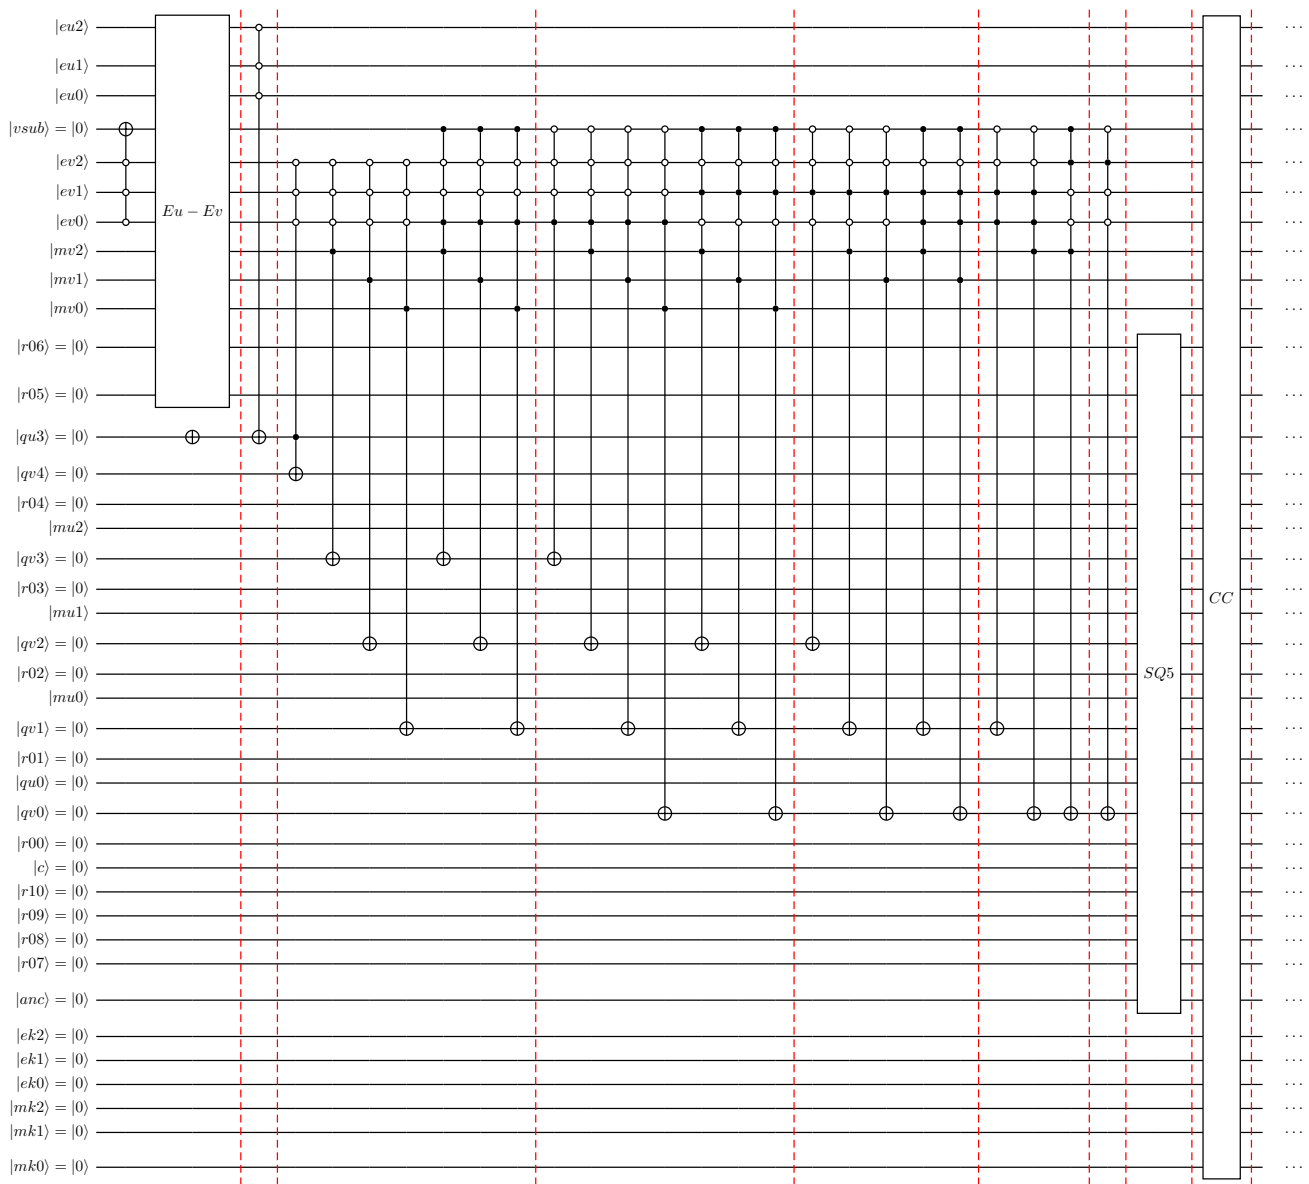 |eu2⟩ ···
|eu1⟩ ···
|eu0⟩ ···
|vsub⟩ = |0⟩ ···
|ev2⟩ ···
|ev1⟩ ···
Eu − Ev
|ev0⟩ ···
|mv2⟩ ···
|mv1⟩ ···
|mv0⟩ ···
|r06⟩ = |0⟩ ···
|r05⟩ = |0⟩ ···
|qu3⟩ = |0⟩ ···
|qv4⟩ = |0⟩ ···
|r04⟩ = |0⟩ ···
|mu2⟩ ···
|qv3⟩ = |0⟩ ···
|r03⟩ = |0⟩ ···
CC
|mu1⟩ ···
|qv2⟩ = |0⟩ ···
|r02⟩ = |0⟩ SQ5 ···
|mu0⟩ ···
|qv1⟩ = |0⟩ ···
|r01⟩ = |0⟩ ···
|qu0⟩ = |0⟩ ···
|qv0⟩ = |0⟩ ···
|r00⟩ = |0⟩ ···
|c⟩ = |0⟩ ···
|r10⟩ = |0⟩ ···
|r09⟩ = |0⟩ ···
|r08⟩ = |0⟩ ···
|r07⟩ = |0⟩ ···
|anc⟩ = |0⟩ ···
|ek2⟩ = |0⟩ ···
|ek1⟩ = |0⟩ ···
|ek0⟩ = |0⟩ ···
|mk2⟩ = |0⟩ ···
|mk1⟩ = |0⟩ ···
|mk0⟩ = |0⟩ ···